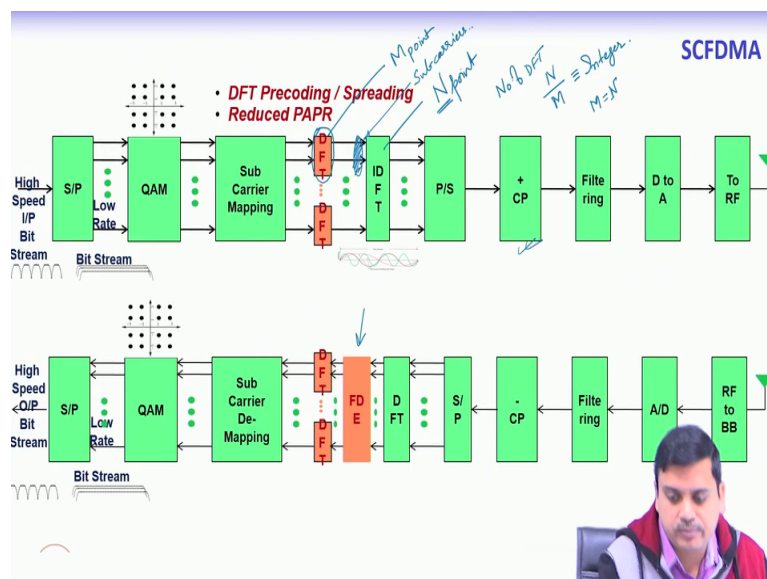 SCFDMA
• DFT Precoding / Spreading
• Reduced PAPR
M point
Subcarriers..
N point
No of DFT
N/M = Integer.
M=N
High
Speed
I/P
Bit
Stream
S/P
Low
Rate
Bit Stream
QAM
Sub
Carrier
Mapping
D
F
T
D
F
T
ID
F
T
P/S
+
CP
Filte
ring
D to
A
To
RF
High
Speed
O/P
Bit
Stream
S/P
Low
Rate
Bit Stream
QAM
Sub
Carrier
De-
Mapping
D
F
T
D
F
T
FD
E
D
FT
S/
P
-
CP
Filte
ring
A/D
RF
to
BB